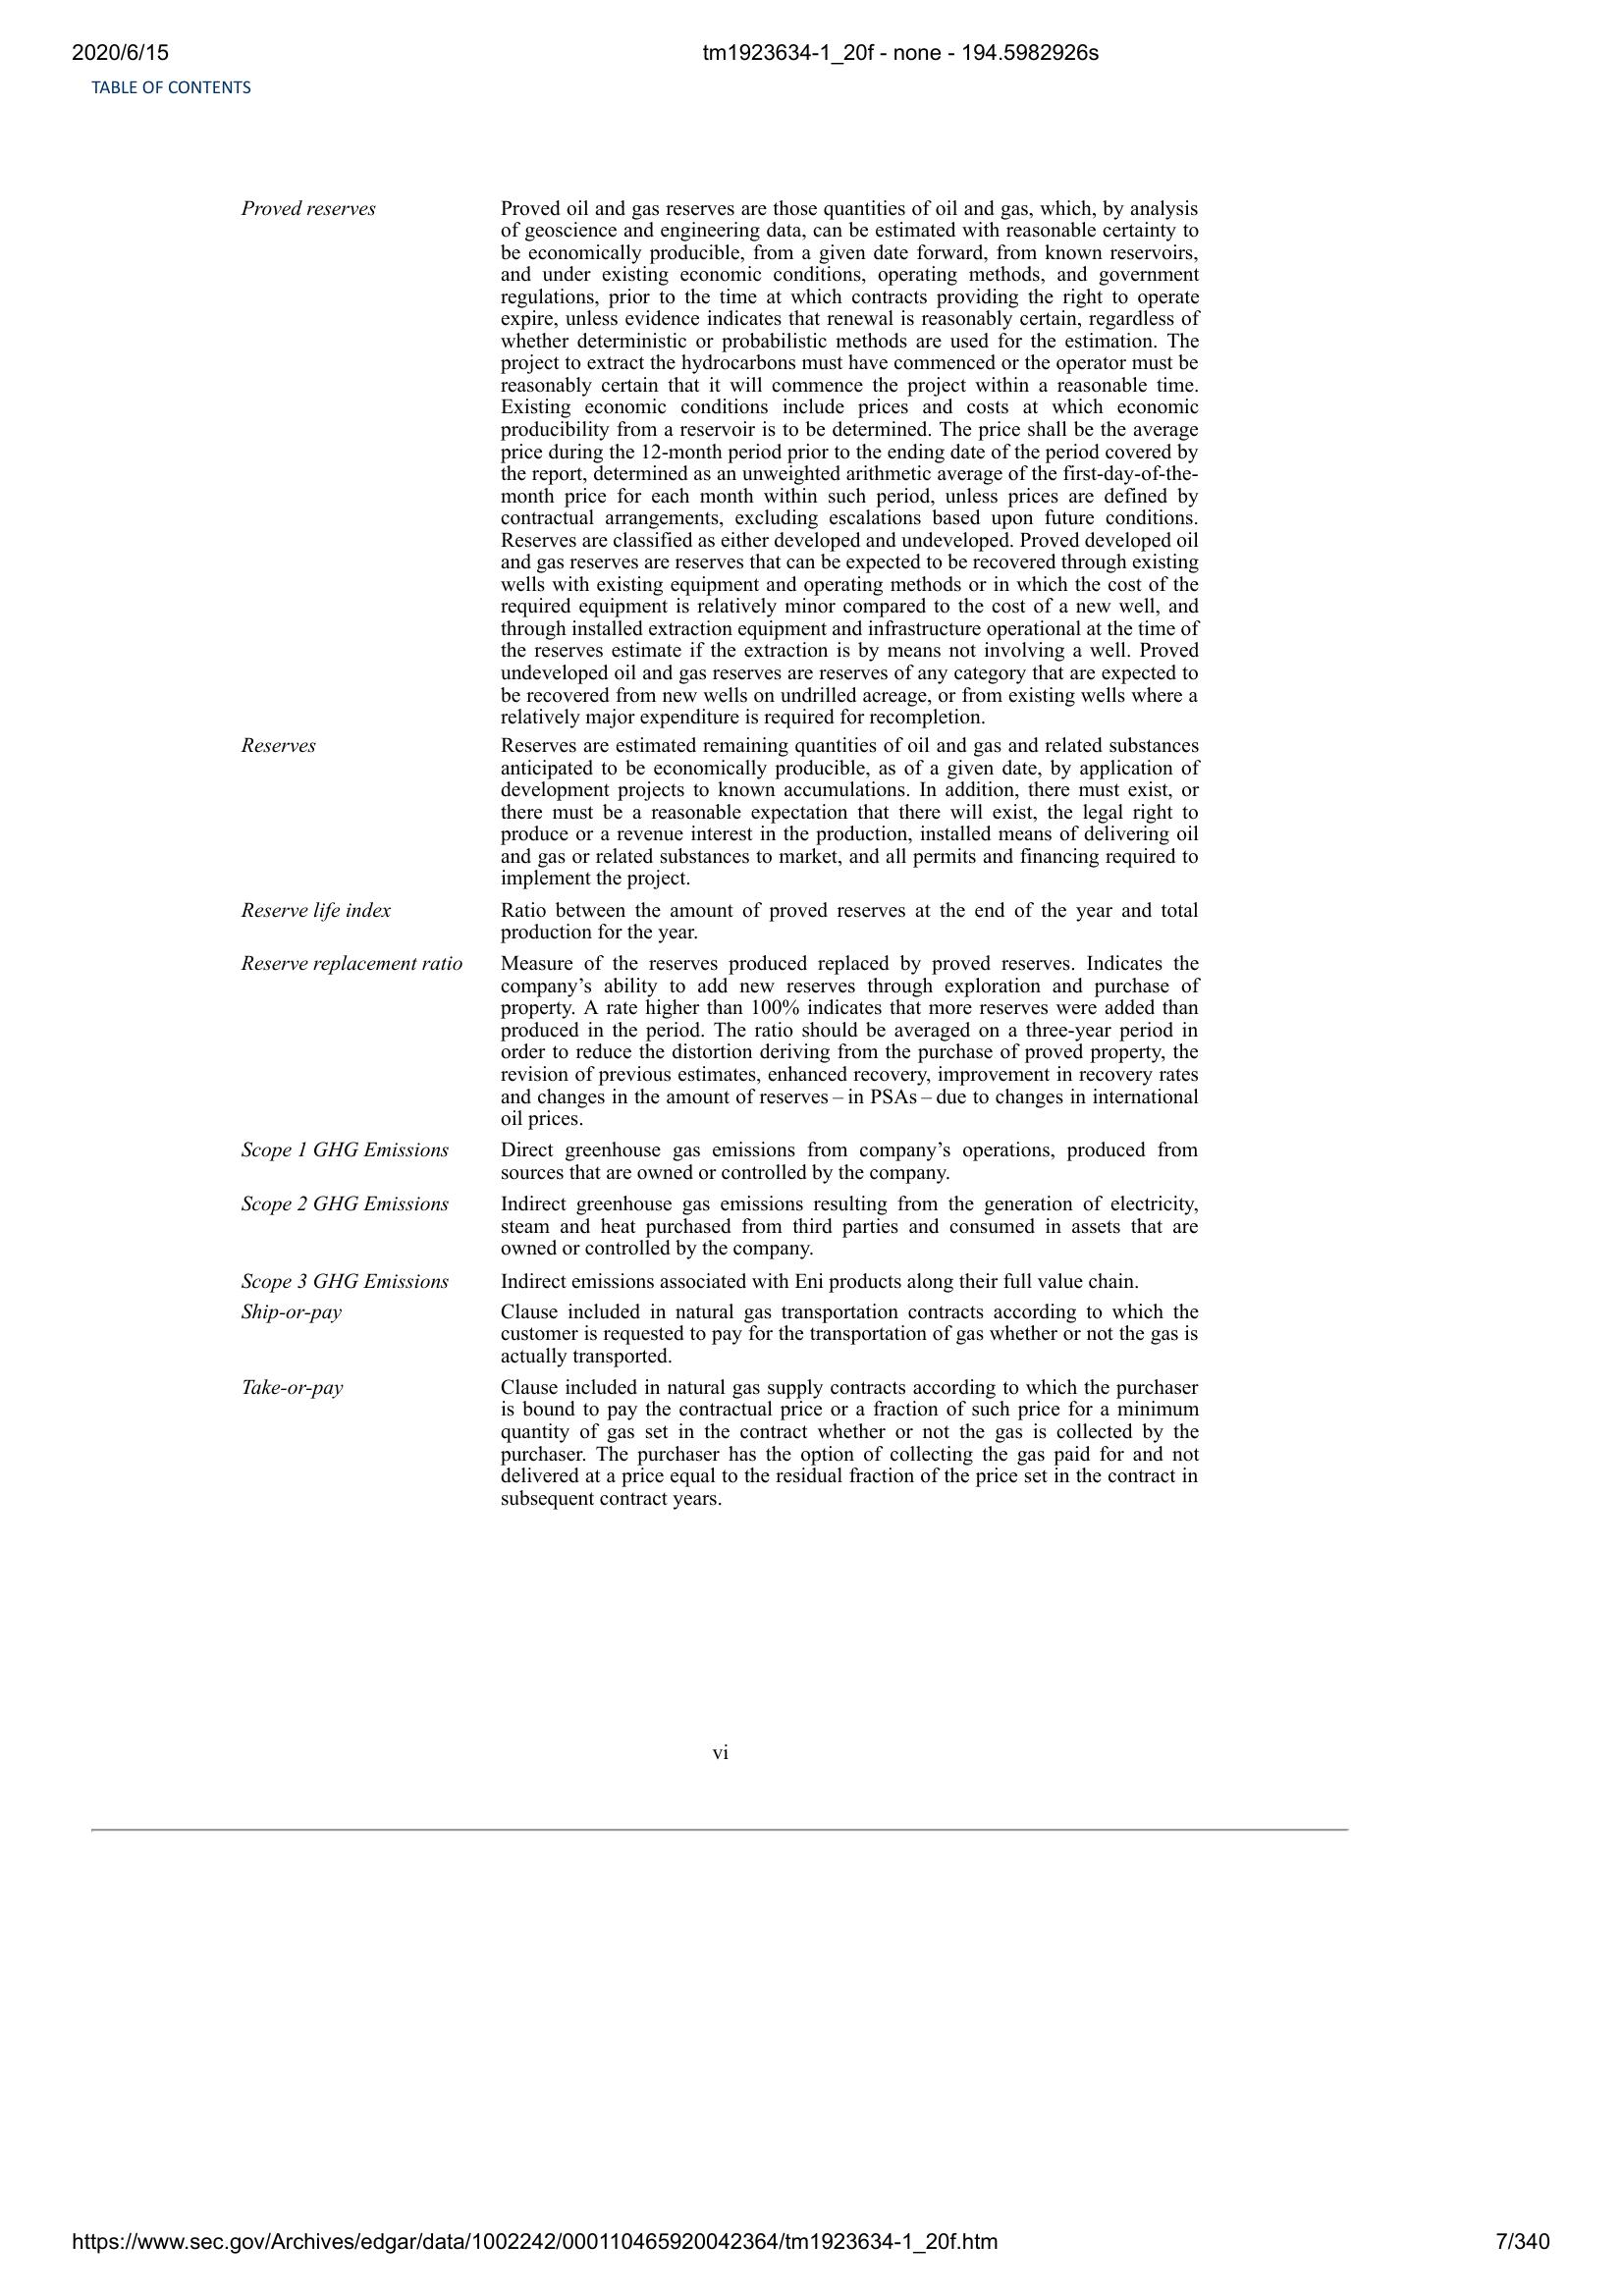 2020/6/15 tm1923634-1_20f - none - 194.5982926s
TABLE OF CONTENTS
Proved reserves Proved oil and gas reserves are those quantities of oil and gas, which, by analysis
of geoscience and engineering data, can be estimated with reasonable certainty to
be economically producible, from a given date forward, from known reservoirs,
and under existing economic conditions, operating methods, and government
regulations, prior to the time at which contracts providing the right to operate
expire, unless evidence indicates that renewal is reasonably certain, regardless of
whether deterministic or probabilistic methods are used for the estimation. The
project to extract the hydrocarbons must have commenced or the operator must be
reasonably certain that it will commence the project within a reasonable time.
Existing economic conditions include prices and costs at which economic
producibility from a reservoir is to be determined. The price shall be the average
price during the 12-month period prior to the ending date of the period covered by
the report, determined as an unweighted arithmetic average of the first-day-of-the-
month price for each month within such period, unless prices are defined by
contractual arrangements, excluding escalations based upon future conditions.
Reserves are classified as either developed and undeveloped. Proved developed oil
and gas reserves are reserves that can be expected to be recovered through existing
wells with existing equipment and operating methods or in which the cost of the
required equipment is relatively minor compared to the cost of a new well, and
through installed extraction equipment and infrastructure operational at the time of
the reserves estimate if the extraction is by means not involving a well. Proved
undeveloped oil and gas reserves are reserves of any category that are expected to
be recovered from new wells on undrilled acreage, or from existing wells where a
relatively major expenditure is required for recompletion.
Reserves Reserves are estimated remaining quantities of oil and gas and related substances
anticipated to be economically producible, as of a given date, by application of
development projects to known accumulations. In addition, there must exist, or
there must be a reasonable expectation that there will exist, the legal right to
produce or a revenue interest in the production, installed means of delivering oil
and gas or related substances to market, and all permits and financing required to
implement the project.
Reserve life index Ratio between the amount of proved reserves at the end of the year and total
production for the year.
Reserve replacement ratio Measure of the reserves produced replaced by proved reserves. Indicates the
company’s ability to add new reserves through exploration and purchase of
property. A rate higher than 100% indicates that more reserves were added than
produced in the period. The ratio should be averaged on a three-year period in
order to reduce the distortion deriving from the purchase of proved property, the
revision of previous estimates, enhanced recovery, improvement in recovery rates
and changes in the amount of reserves – in PSAs – due to changes in international
oil prices.
Scope 1 GHG Emissions Direct greenhouse gas emissions from company’s operations, produced from
sources that are owned or controlled by the company.
Scope 2 GHG Emissions Indirect greenhouse gas emissions resulting from the generation of electricity,
steam and heat purchased from third parties and consumed in assets that are
owned or controlled by the company.
Scope 3 GHG Emissions Indirect emissions associated with Eni products along their full value chain.
Ship-or-pay Clause included in natural gas transportation contracts according to which the
customer is requested to pay for the transportation of gas whether or not the gas is
actually transported.
Take-or-pay Clause included in natural gas supply contracts according to which the purchaser
is bound to pay the contractual price or a fraction of such price for a minimum
quantity of gas set in the contract whether or not the gas is collected by the
purchaser. The purchaser has the option of collecting the gas paid for and not
delivered at a price equal to the residual fraction of the price set in the contract in
subsequent contract years.
vi
https://www.sec.gov/Archives/edgar/data/1002242/000110465920042364/tm1923634-1_20f.htm 7/340